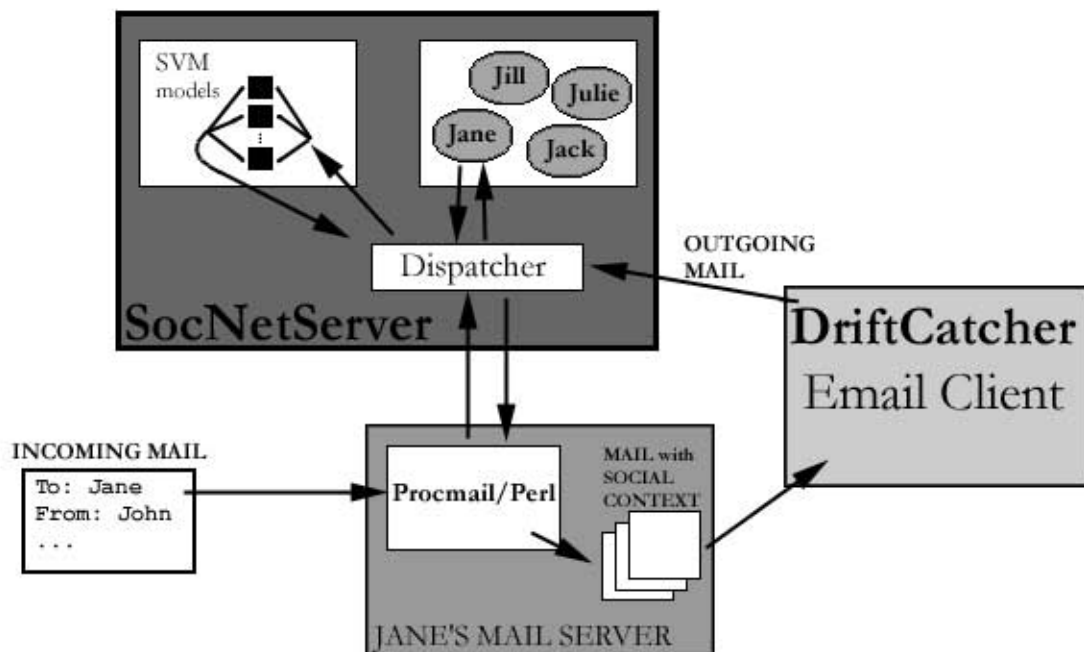 SVM
models
Jill
Julie
Jane
Jack
Dispatcher
SocNetServer
OUTGOING
MAIL
DriftCatcher
Email Client
INCOMING MAIL
To: Jane
From: John
...
Procmail/Perl
MAIL with
SOCIAL
CONTEXT
JANE'S MAIL SERVER